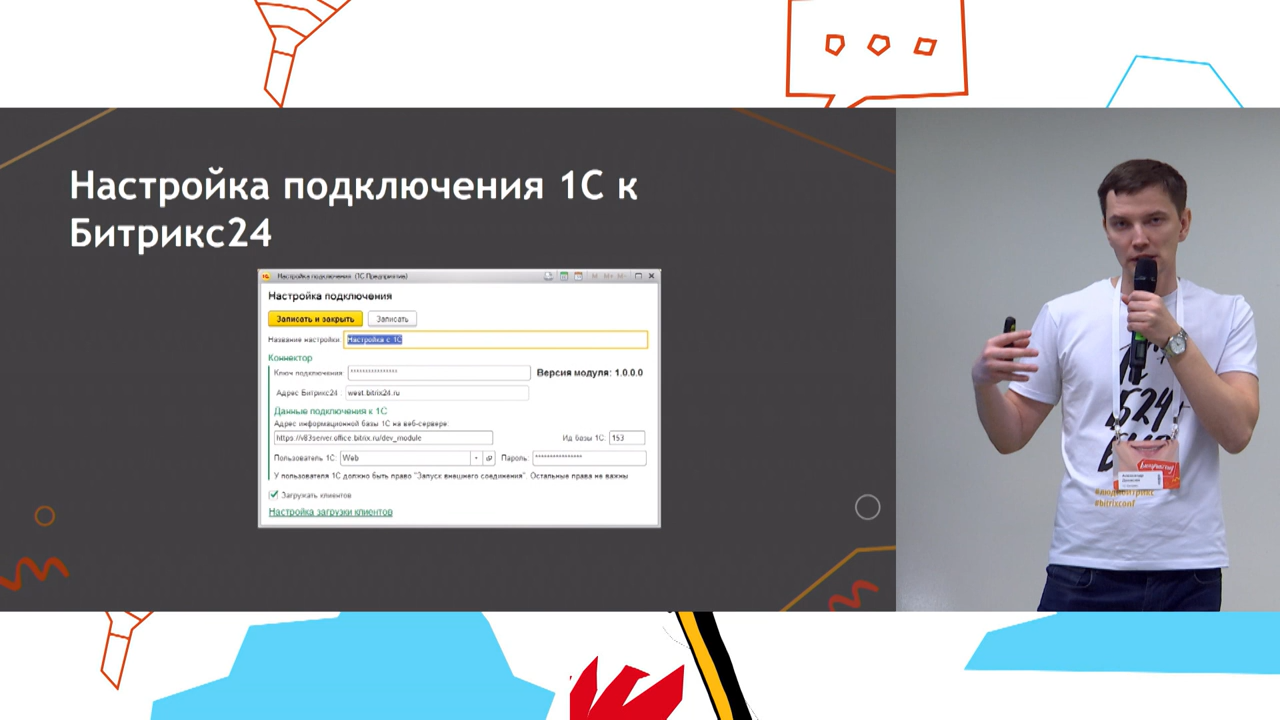 Настройка подключения 1С к
Битрикс24
Настройка подключения (1С:Предприятие)
M M+ M-
Настройка подключения
Записать и закрыть Записать
Название настройки: Настройка с 1С
Коннектор
Ключ подключения: *************** Версия модуля: 1.0.0.0
Адрес Битрикс24: west.bitrix24.ru
Данные подключения к 1С
Адрес информационной базы 1С на веб-сервере:
https://v83server.office.bitrix.ru/dev_module Ид базы 1С: 153
Пользователь 1С: Web Пароль: ***************
У пользователя 1С должно быть право "Запуск внешнего соединения". Остальные права не важны
Загружать клиентов
Настройка загрузки клиентов
Б24
#людибитрикс
#bitrixconf